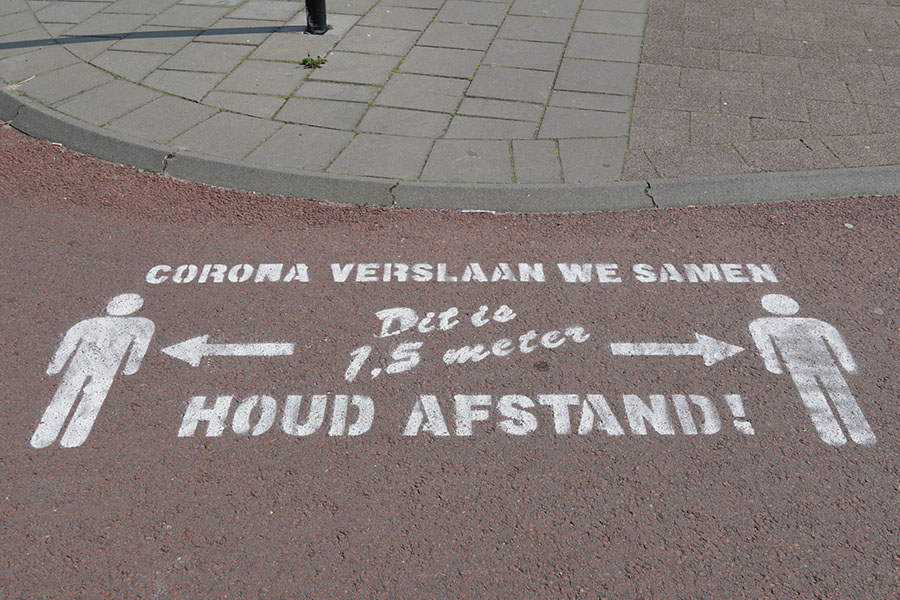 CORONA VERSLAAN WE SAMEN
Dit is
1,5 meter
HOUD AFSTAND!